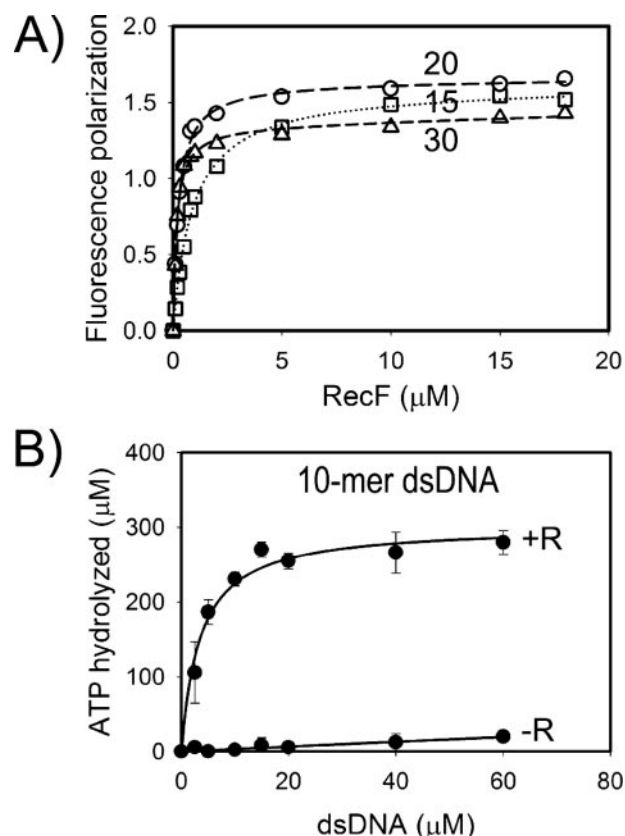 A)
Fluorescence polarization
2.0
1.5
1.0
0.5
0.0
20
15
30
0 5 10 15 20
RecF (µM)
B)
ATP hydrolyzed (µM)
400
300
200
100
0
10-mer dsDNA
+R
-R
0 20 40 60 80
dsDNA (µM)